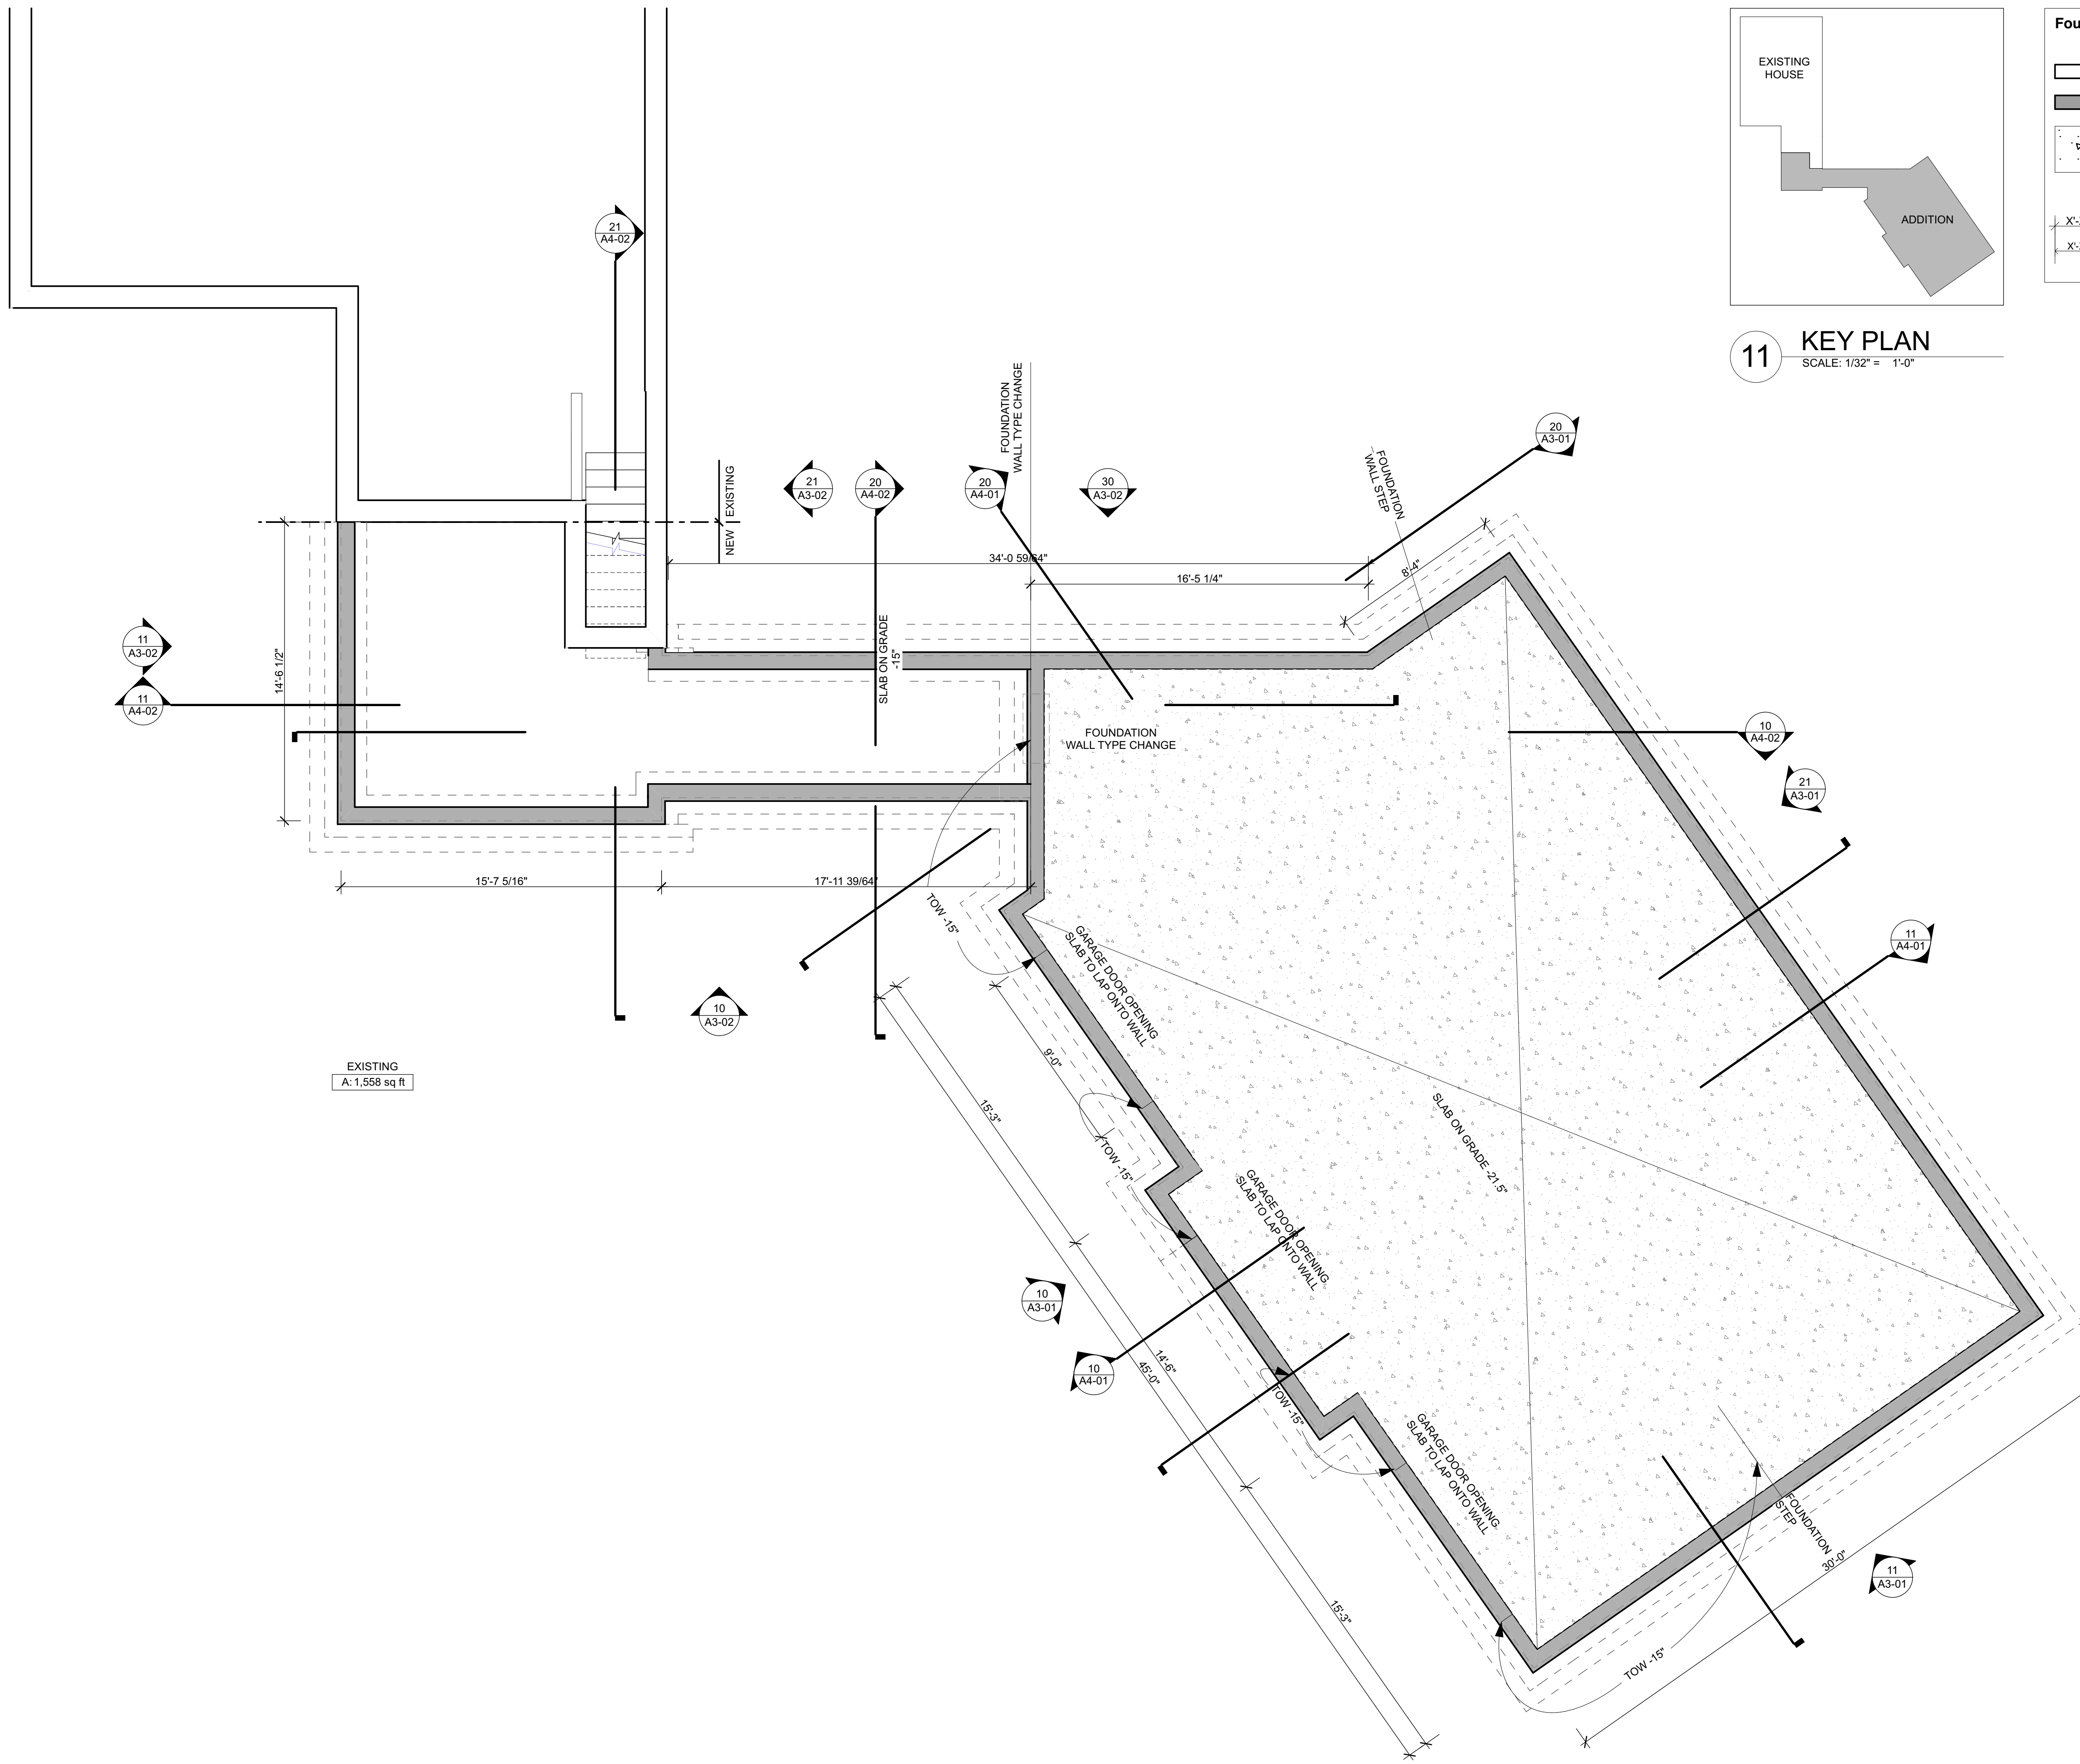 EXISTING
HOUSE
ADDITION
11
KEY PLAN
SCALE: 1/32" = 1'-0"
Fou
X'-
X'-
21
A4-02
NEW
EXISTING
21
A3-02
20
A4-02
20
A4-01
FOUNDATION
WALL TYPE CHANGE
30
A3-02
FOUNDATION
WALL STEP
20
A3-01
34'-0 59/64"
16'-5 1/4"
8'-4"
11
A3-02
11
A4-02
14'-6 1/2"
SLAB ON GRADE
-15"
FOUNDATION
WALL TYPE CHANGE
10
A4-02
21
A3-01
15'-7 5/16"
17'-11 39/64"
TOW -15"
GARAGE DOOR OPENING
SLAB TO LAP ONTO WALL
11
A4-01
10
A3-02
EXISTING
A: 1,558 sq ft
9'-0"
15'-3"
TOW -15"
SLAB ON GRADE -21.5"
GARAGE DOOR OPENING
SLAB TO LAP ONTO WALL
10
A3-01
10
A4-01
14'-6"
45'-0"
TOW -15"
GARAGE DOOR OPENING
SLAB TO LAP ONTO WALL
FOUNDATION
STEP
30'-0"
11
A3-01
15'-3"
TOW -15"